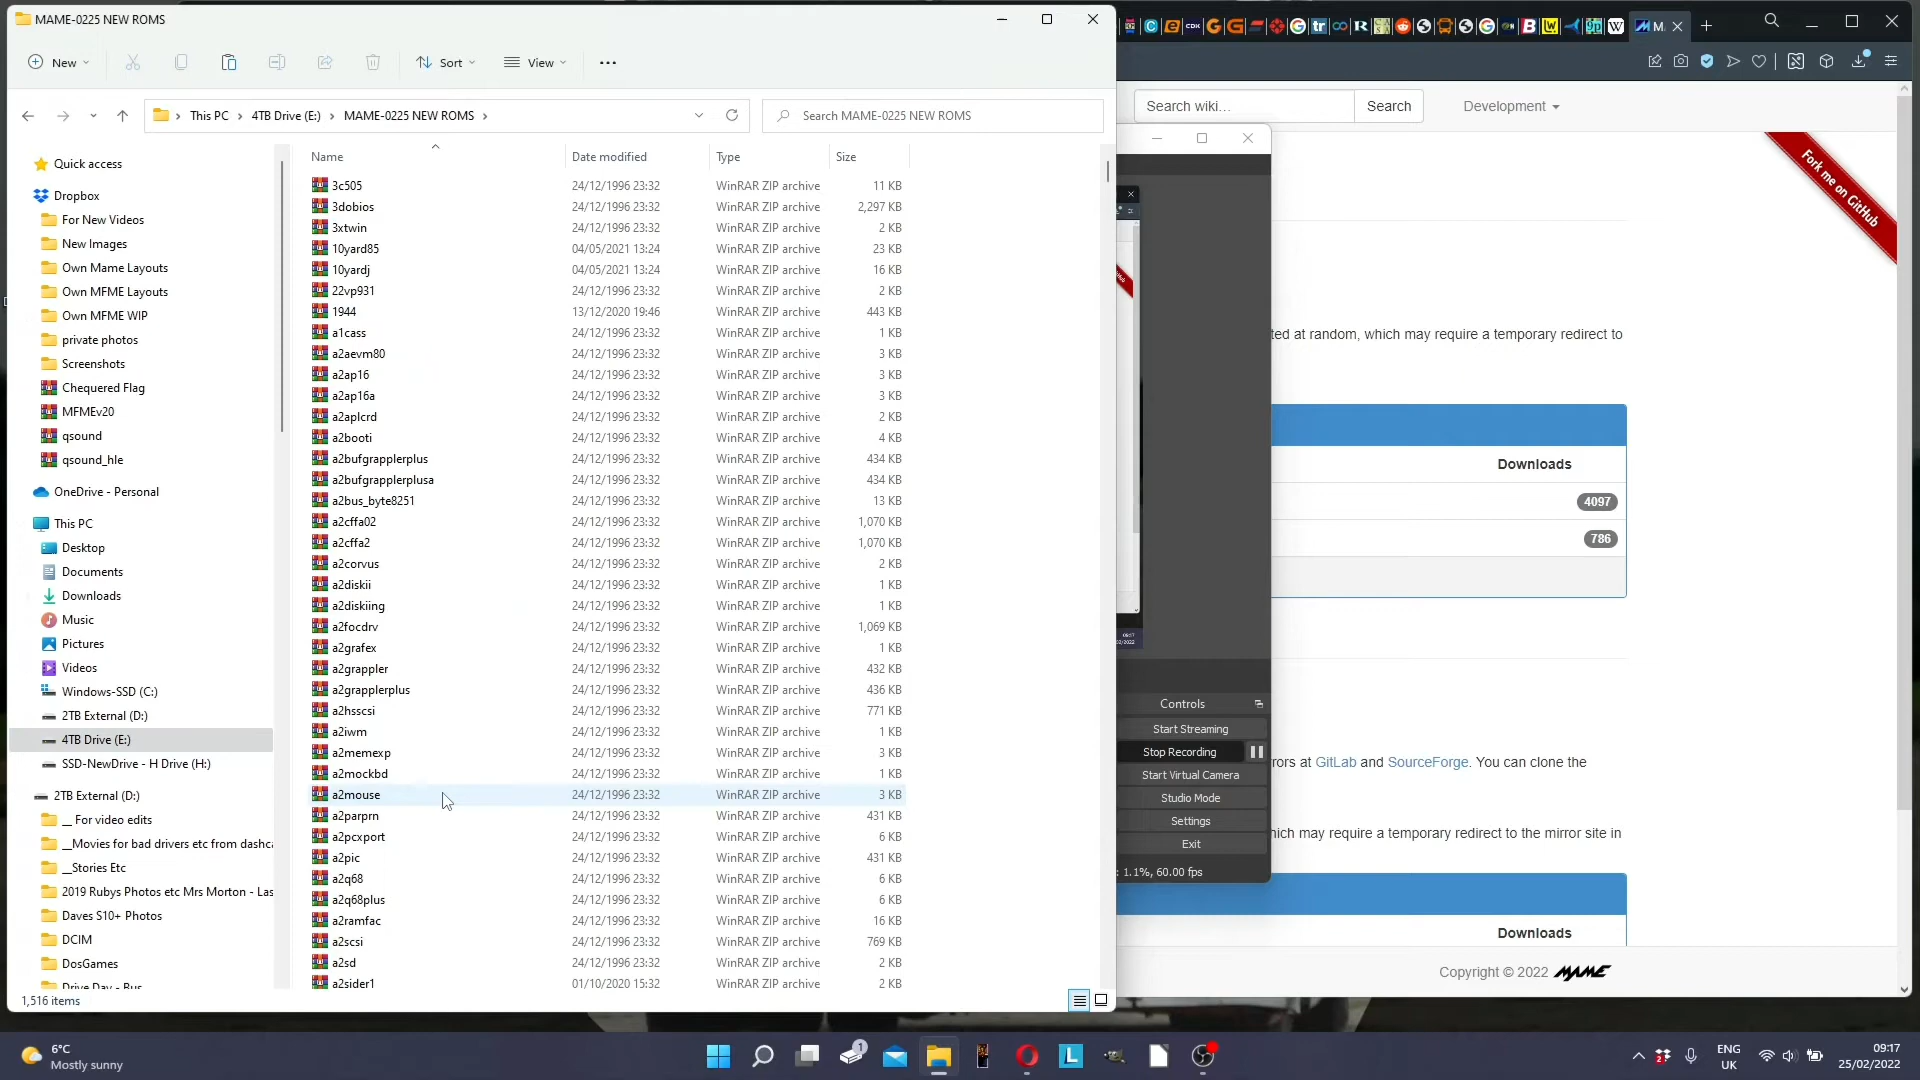 MAME-0225 NEW ROMS
New
Sort
View
This PC
4TB Drive (E:)
MAME-0225 NEW ROMS
Search MAME-0225 NEW ROMS
Quick access
Dropbox
For New Videos
New Images
Own Mame Layouts
Own MFME Layouts
Own MFME WIP
private photos
Screenshots
Chequered Flag
MFMEv20
qsound
qsound_hle
OneDrive - Personal
This PC
Desktop
Documents
Downloads
Music
Pictures
Videos
Windows-SSD (C:)
2TB External (D:)
4TB Drive (E:)
SSD-NewDrive - H Drive (H:)
2TB External (D:)
__ For video edits
__Movies for bad drivers etc from dashca
__Stories Etc
2019 Rubys Photos etc Mrs Morton - Las
Daves S10+ Photos
DCIM
DosGames
Drive Day - Bus
1,516 items
Name Date modified Type Size
3c505 24/12/1996 23:32 WinRAR ZIP archive 11 KB
3dobios 24/12/1996 23:32 WinRAR ZIP archive 2,297 KB
3xtwin 24/12/1996 23:32 WinRAR ZIP archive 2 KB
10yard85 04/05/2021 13:24 WinRAR ZIP archive 23 KB
10yardj 04/05/2021 13:24 WinRAR ZIP archive 16 KB
22vp931 24/12/1996 23:32 WinRAR ZIP archive 2 KB
1944 13/12/2020 19:46 WinRAR ZIP archive 443 KB
a1cass 24/12/1996 23:32 WinRAR ZIP archive 1 KB
a2aevm80 24/12/1996 23:32 WinRAR ZIP archive 3 KB
a2ap16 24/12/1996 23:32 WinRAR ZIP archive 3 KB
a2ap16a 24/12/1996 23:32 WinRAR ZIP archive 3 KB
a2aplcrd 24/12/1996 23:32 WinRAR ZIP archive 2 KB
a2booti 24/12/1996 23:32 WinRAR ZIP archive 4 KB
a2bufgrapplerplus 24/12/1996 23:32 WinRAR ZIP archive 434 KB
a2bufgrapplerplusa 24/12/1996 23:32 WinRAR ZIP archive 434 KB
a2bus_byte8251 24/12/1996 23:32 WinRAR ZIP archive 13 KB
a2cffa02 24/12/1996 23:32 WinRAR ZIP archive 1,070 KB
a2cffa2 24/12/1996 23:32 WinRAR ZIP archive 1,070 KB
a2corvus 24/12/1996 23:32 WinRAR ZIP archive 2 KB
a2diskii 24/12/1996 23:32 WinRAR ZIP archive 1 KB
a2diskiing 24/12/1996 23:32 WinRAR ZIP archive 1 KB
a2focdrv 24/12/1996 23:32 WinRAR ZIP archive 1,069 KB
a2grafex 24/12/1996 23:32 WinRAR ZIP archive 1 KB
a2grappler 24/12/1996 23:32 WinRAR ZIP archive 432 KB
a2grapplerplus 24/12/1996 23:32 WinRAR ZIP archive 436 KB
a2hsscsi 24/12/1996 23:32 WinRAR ZIP archive 771 KB
a2iwm 24/12/1996 23:32 WinRAR ZIP archive 1 KB
a2memexp 24/12/1996 23:32 WinRAR ZIP archive 3 KB
a2mockbd 24/12/1996 23:32 WinRAR ZIP archive 1 KB
a2mouse 24/12/1996 23:32 WinRAR ZIP archive 3 KB
a2parprn 24/12/1996 23:32 WinRAR ZIP archive 431 KB
a2pcxport 24/12/1996 23:32 WinRAR ZIP archive 6 KB
a2pic 24/12/1996 23:32 WinRAR ZIP archive 431 KB
a2q68 24/12/1996 23:32 WinRAR ZIP archive 6 KB
a2q68plus 24/12/1996 23:32 WinRAR ZIP archive 6 KB
a2ramfac 24/12/1996 23:32 WinRAR ZIP archive 16 KB
a2scsi 24/12/1996 23:32 WinRAR ZIP archive 769 KB
a2sd 24/12/1996 23:32 WinRAR ZIP archive 2 KB
a2sider1 01/10/2020 15:32 WinRAR ZIP archive 2 KB
Search wiki...
Search
Development
Fork me on GitHub
ted at random, which may require a temporary redirect to
Downloads
4097
786
rors at GitLab and SourceForge. You can clone the
hich may require a temporary redirect to the mirror site in
Downloads
Copyright © 2022 MAME
Controls
Start Streaming
Stop Recording
Start Virtual Camera
Studio Mode
Settings
Exit
: 1.1%, 60.00 fps
6°C
Mostly sunny
1
ENG
UK
09:17
25/02/2022